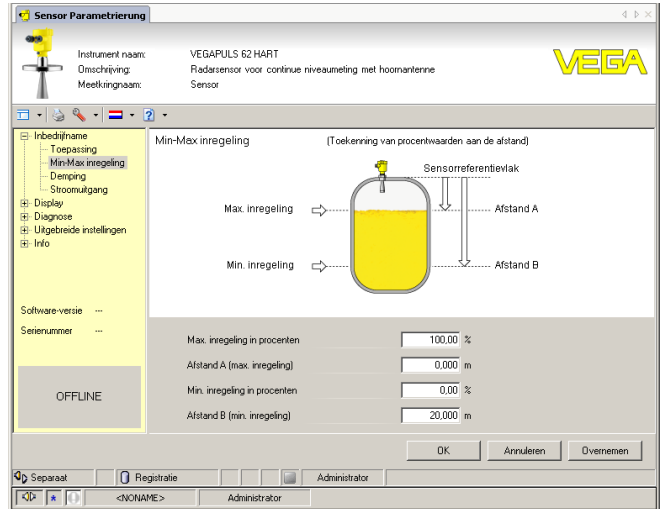 Sensor Parametrierung
Instrument naam: VEGAPULS 62 HART
Omschrijving: Radarsensor voor continue niveaumeting met hoornantenne
Meetkringnaam: Sensor
VEGA
Inbedrijfname
Toepassing
Min-Max inregeling
Demping
Stroomuitgang
Display
Diagnose
Uitgebreide instellingen
Info
Software-versie ---
Serienummer ---
OFFLINE
Min-Max inregeling (Toekenning van procentwaarden aan de afstand)
Sensorreferentievlak
Max. inregeling Afstand A
Min. inregeling Afstand B
Max. inregeling in procenten 100,00 %
Afstand A (max. inregeling) 0,000 m
Min. inregeling in procenten 0,00 %
Afstand B (min. inregeling) 20,000 m
OK Annuleren Overnemen
Separaat Registratie Administrator
<NONAME> Administrator